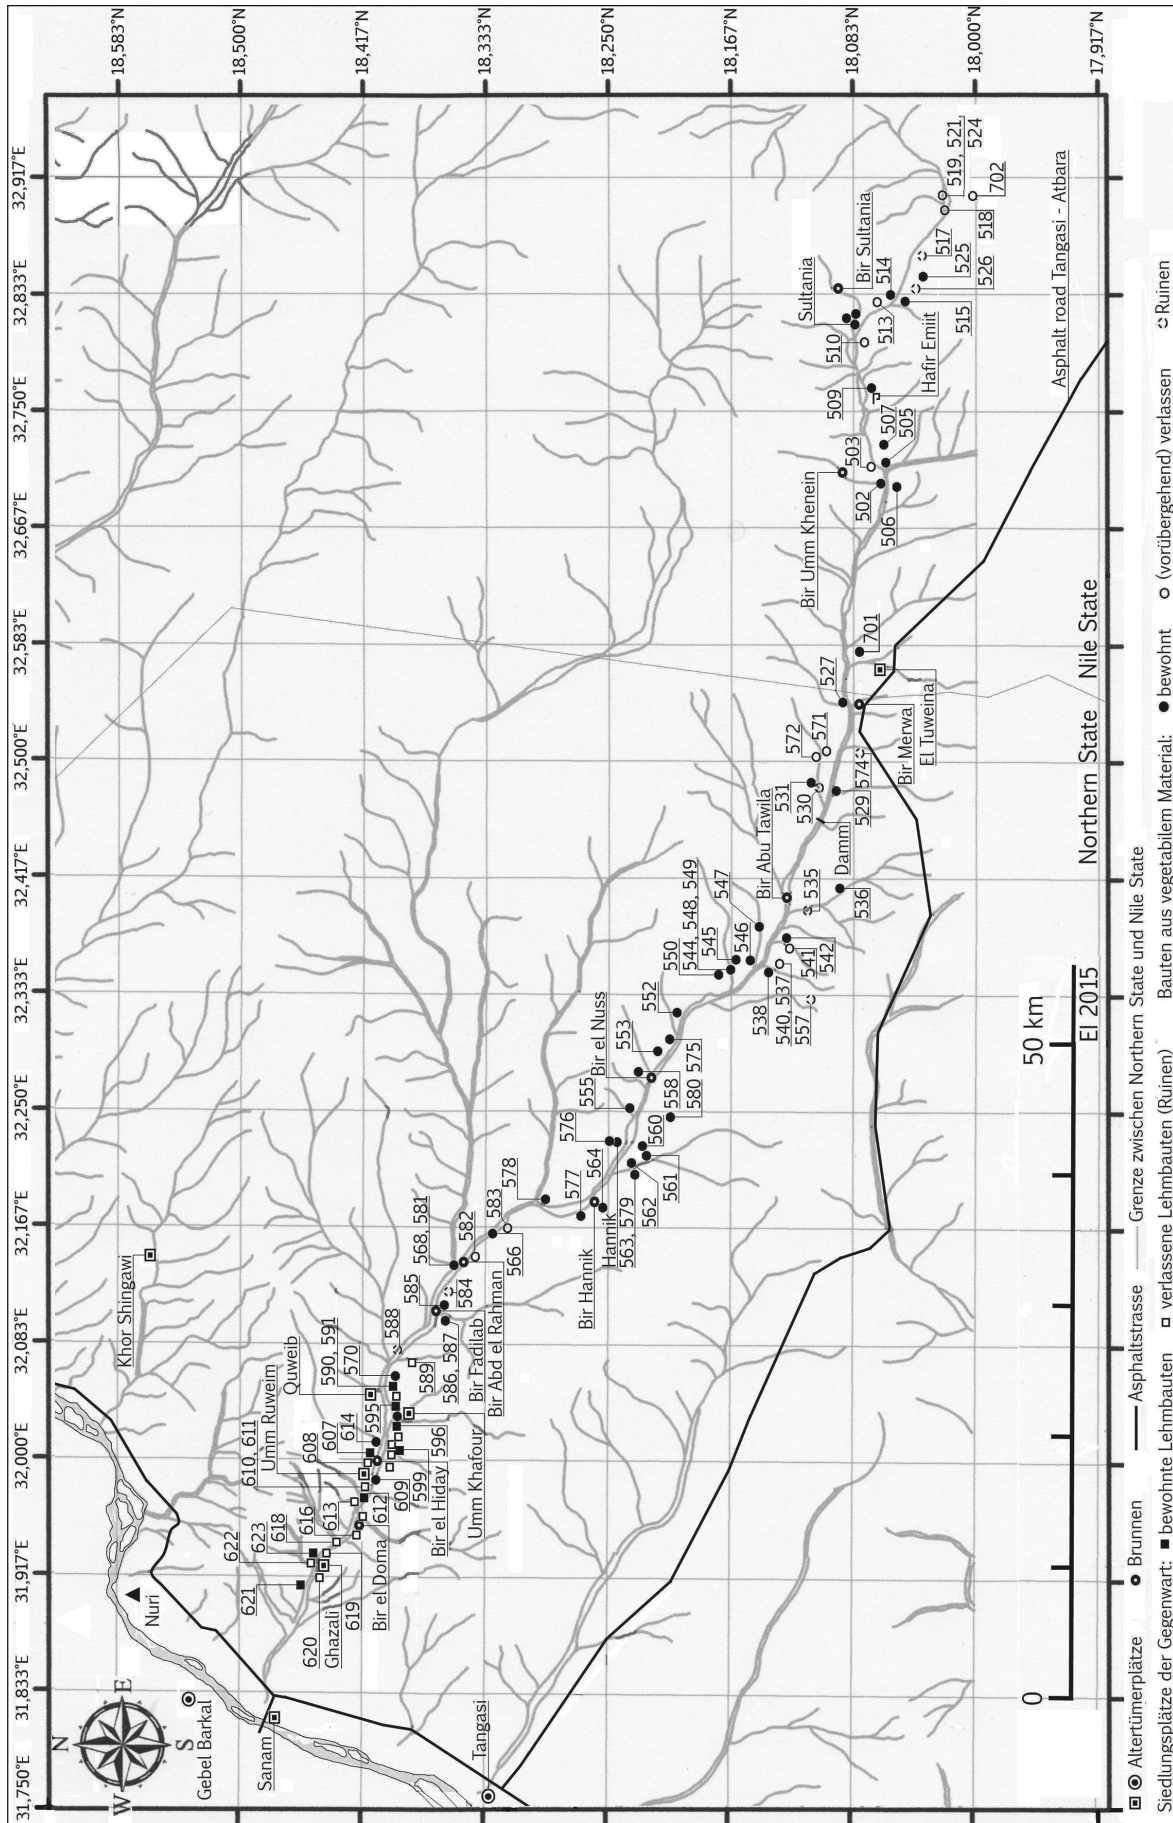 31,750°E
31,833°E
31,917°E
32,000°E
32,083°E
32,167°E
32,250°E
32,333°E
32,417°E
32,500°E
32,583°E
32,667°E
32,750°E
32,833°E
32,917°E
18,583°N
18,500°N
18,417°N
18,333°N
18,250°N
18,167°N
18,083°N
18,000°N
17,917°N
N
E
S
W
Gebel Barkal
Nuri
Sanam
Tangasi
Khor Shingawi
Quweib
Umm Ruweim
610, 611
608
607
614
590, 591
570
595
622
623
618
616
613
621
620
Ghazali
619
Bir el Doma
612
609
599
Bir el Hiday
596
Umm Khafour
589
588
586, 587
Bir Fadilab
Bir Abd el Rahman
585
584
568, 581
582
583
566
578
577
576
564
Bir Hannik
Hannik
563, 579
562
561
560
555
Bir el Nuss
553
552
558
580
575
550
544, 548, 549
545
546
547
538
540, 537
557
541
542
Bir Abu Tawila
535
536
Damm
531
530
529
572
571
574
527
Bir Merwa
El Tuweina
701
Northern State
Nile State
Bir Umm Khenein
502
506
503
507
505
509
510
Hafir Emiit
Sultania
Bir Sultania
513
514
515
517
525
526
518
519, 521,
524
702
Asphalt road Tangasi - Atbara
0
50 km
EI 2015
Altertümerplätze
Brunnen
Asphaltstrasse
Grenze zwischen Northern State und Nile State
Siedlungsplätze der Gegenwart:
bewohnte Lehmbauten
verlassene Lehmbauten (Ruinen)
Bauten aus vegetabilem Material:
bewohnt
(vorübergehend) verlassen
Ruinen